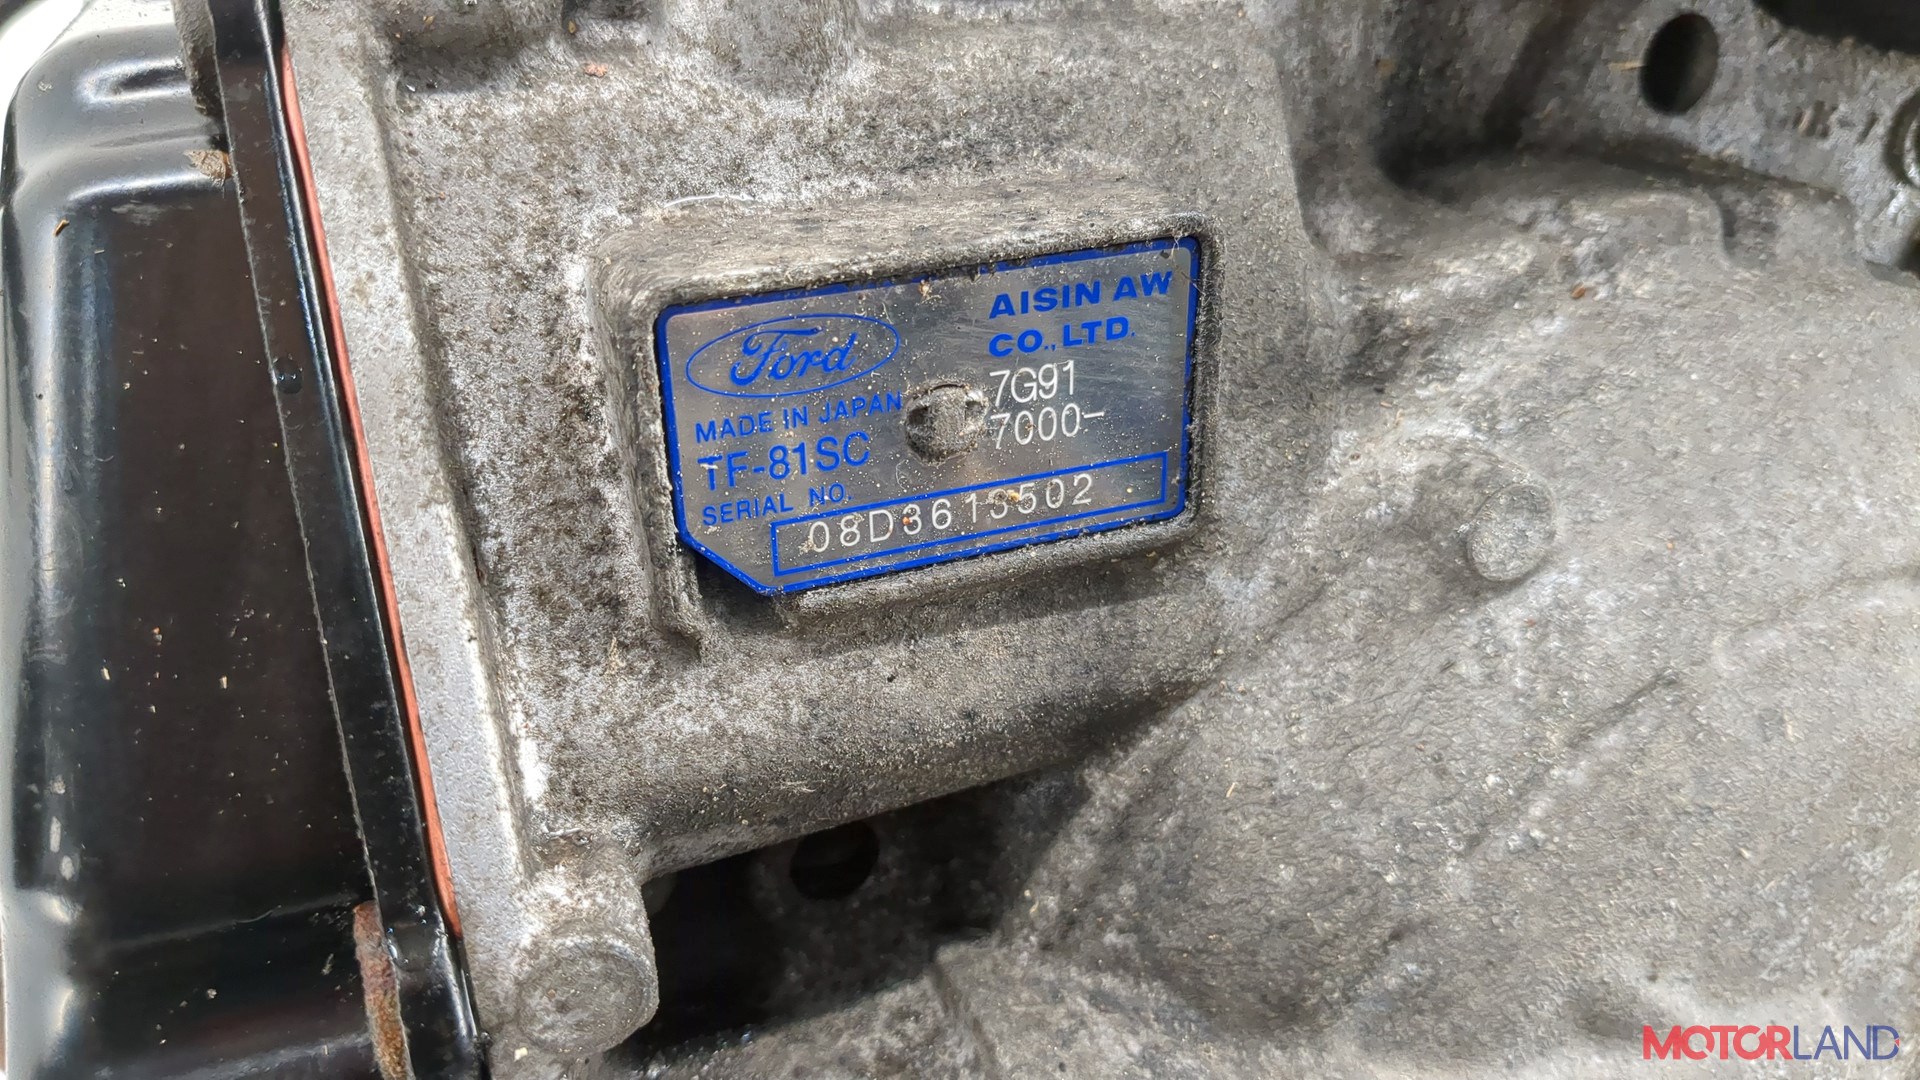 Ford
AISIN AW
CO., LTD.
MADE IN JAPAN
7G91
TF-81SC
7000-
SERIAL NO.
08D3613502
MOTORLAND